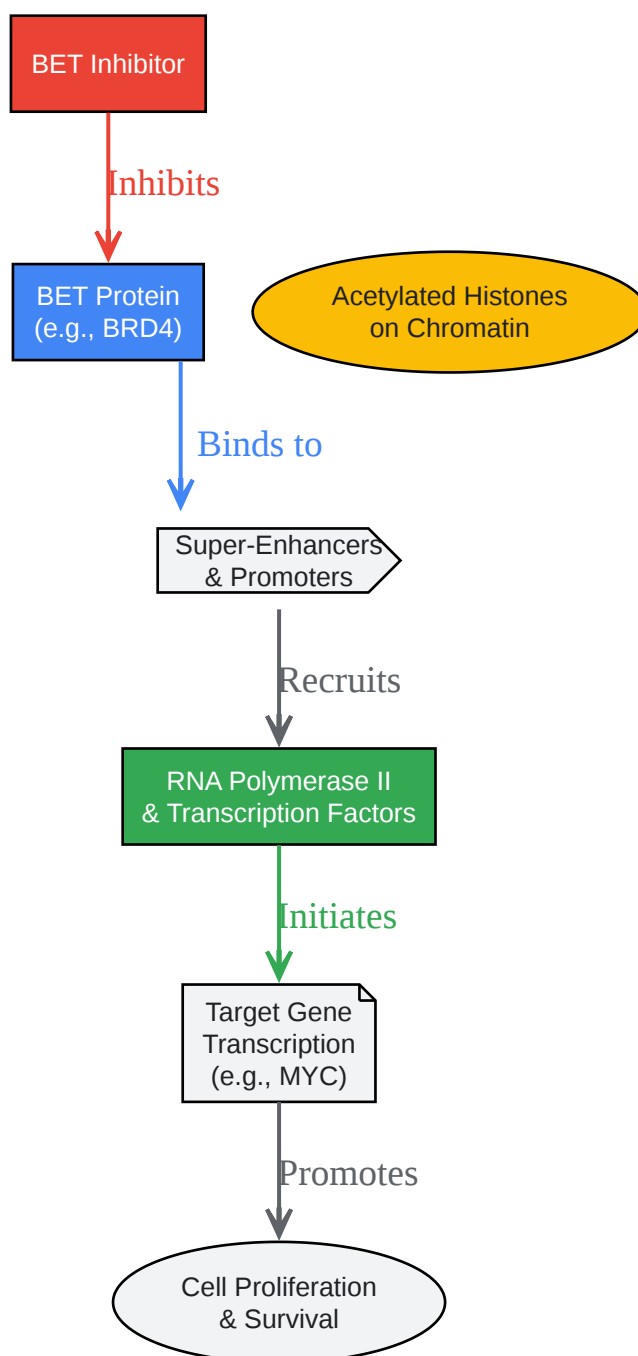 BET Inhibitor
Inhibits
BET Protein
(e.g., BRD4)
Acetylated Histones
on Chromatin
Binds to
Super-Enhancers
& Promoters
Recruits
RNA Polymerase II
& Transcription Factors
Initiates
Target Gene
Transcription
(e.g., MYC)
Promotes
Cell Proliferation
& Survival